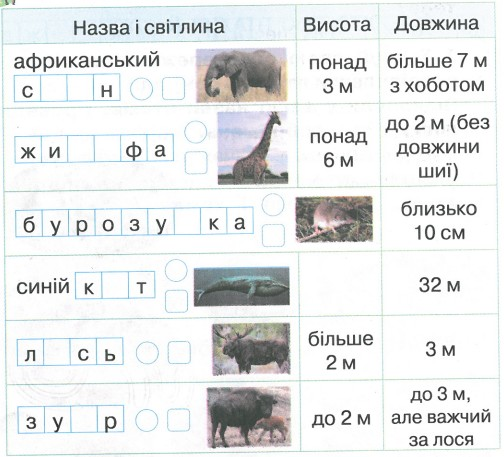 Назва і світлина
Висота
Довжина
африканський
с н
понад
3 м
більше 7 м
з хоботом
жи фа
понад
6 м
до 2 м (без
довжини
шиї)
бурозу ка
близько
10 см
синій к т
32 м
л сь
більше
2 м
3 м
зу р
до 2 м
до 3 м,
але важчий
за лося